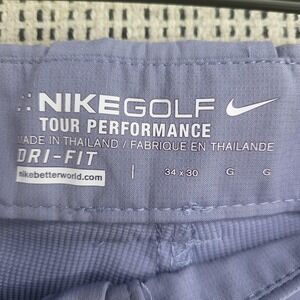 NIKEGOLF
TOUR PERFORMANCE
MADE IN THAILAND / FABRIQUE EN THAILANDE
DRI-FIT
nikebetterworld.com | 34 x 30 G G